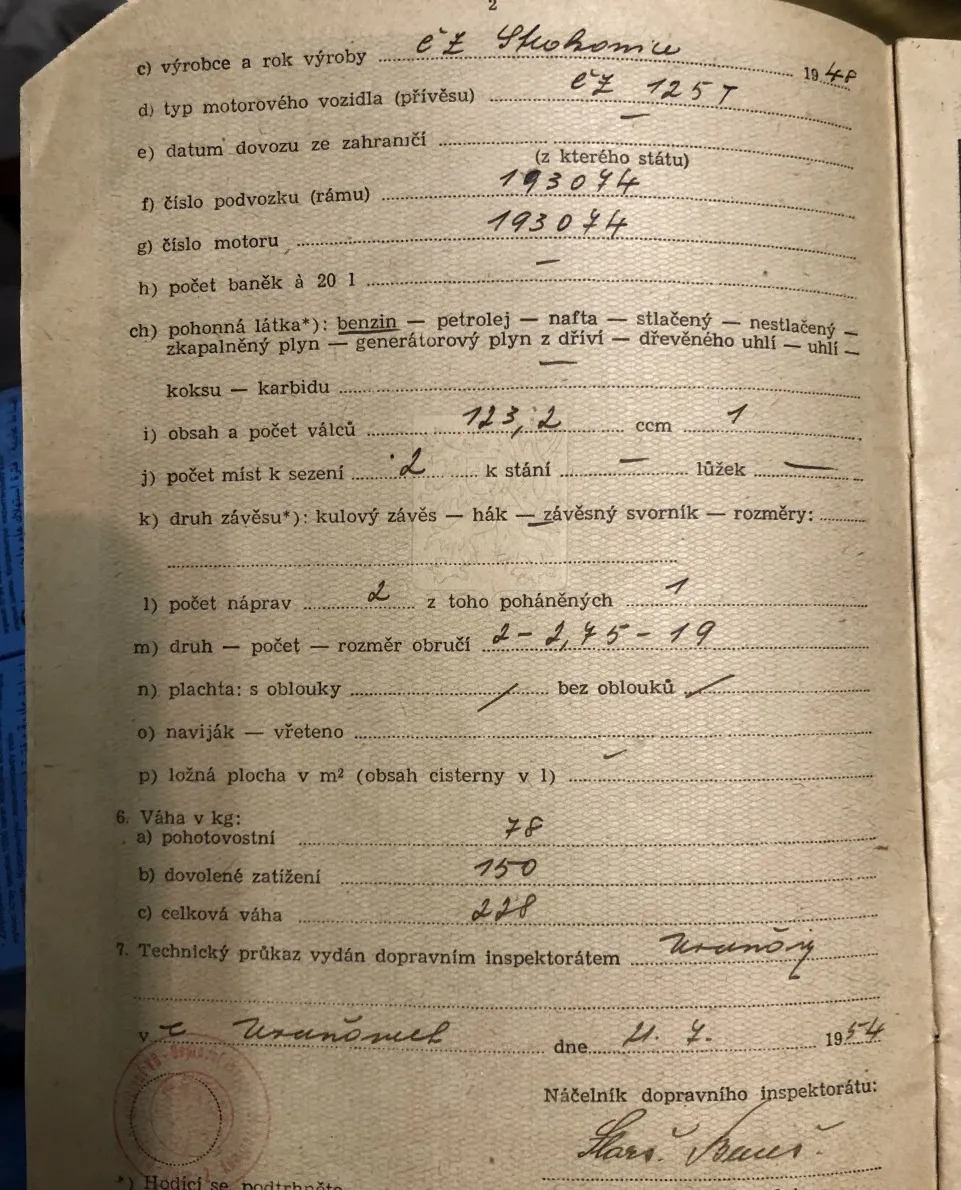 2
c) výrobce a rok výroby ČZ Strakonice 1948
d) typ motorového vozidla (přívěsu) ČZ 125 T
e) datum dovozu ze zahraničí —
(z kterého státu)
f) číslo podvozku (rámu) 193074
g) číslo motoru 193074
h) počet baněk à 20 l —
ch) pohonná látka*): benzin — petrolej — nafta — stlačený — nestlačený —
zkapalněný plyn — generátorový plyn z dříví — dřevěného uhlí — uhlí —
koksu — karbidu —
i) obsah a počet válců 123,2 ccm 1
j) počet míst k sezení 2 k stání — lůžek —
k) druh závěsu*): kulový závěs — hák — závěsný svorník — rozměry:
l) počet náprav 2 z toho poháněných 1
m) druh — počet — rozměr obručí 2 - 2,75 - 19
n) plachta: s oblouky / bez oblouků /
o) naviják — vřeteno
p) ložná plocha v m² (obsah cisterny v l) —
6. Váha v kg:
a) pohotovostní 78
b) dovolené zatížení 150
c) celková váha 228
7. Technický průkaz vydán dopravním inspektorátem
v dne 21. 7. 1954
Náčelník dopravního inspektorátu:
*) Hodící se podtrhněte